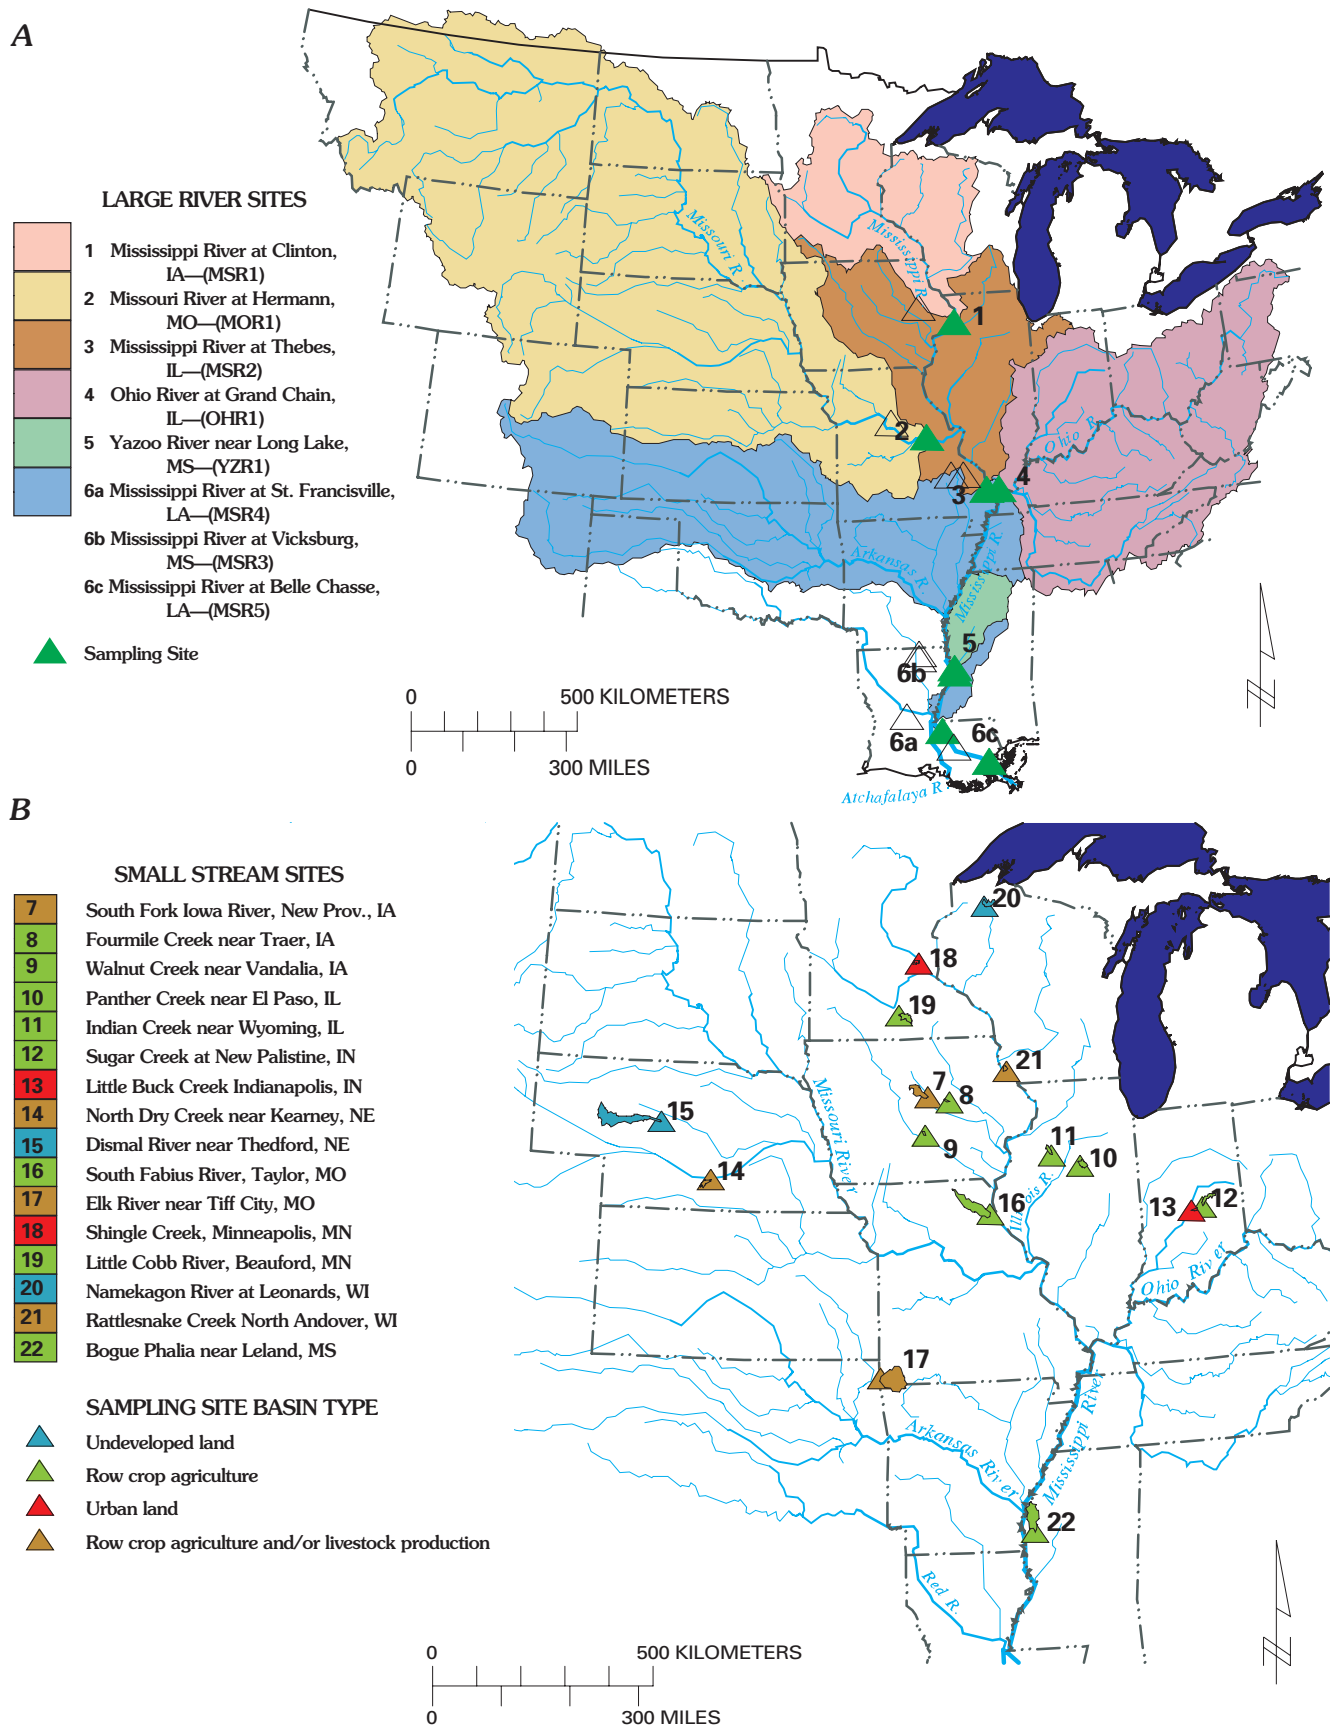 A
LARGE RIVER SITES
1 Mississippi River at Clinton,
IA—(MSR1)
2 Missouri River at Hermann,
MO—(MOR1)
3 Mississippi River at Thebes,
IL—(MSR2)
4 Ohio River at Grand Chain,
IL—(OHR1)
5 Yazoo River near Long Lake,
MS—(YZR1)
6a Mississippi River at St. Francisville,
LA—(MSR4)
6b Mississippi River at Vicksburg,
MS—(MSR3)
6c Mississippi River at Belle Chasse,
LA—(MSR5)
Sampling Site
Missouri R.
Mississippi R.
1
2
Ohio R.
3
4
Arkansas R.
Mississippi R.
5
6b
6a
6c
Atchafalaya R
0 500 KILOMETERS
0 300 MILES
B
SMALL STREAM SITES
7 South Fork Iowa River, New Prov., IA
8 Fourmile Creek near Traer, IA
9 Walnut Creek near Vandalia, IA
10 Panther Creek near El Paso, IL
11 Indian Creek near Wyoming, IL
12 Sugar Creek at New Palistine, IN
13 Little Buck Creek Indianapolis, IN
14 North Dry Creek near Kearney, NE
15 Dismal River near Thedford, NE
16 South Fabius River, Taylor, MO
17 Elk River near Tiff City, MO
18 Shingle Creek, Minneapolis, MN
19 Little Cobb River, Beauford, MN
20 Namekagon River at Leonards, WI
21 Rattlesnake Creek North Andover, WI
22 Bogue Phalia near Leland, MS
SAMPLING SITE BASIN TYPE
Undeveloped land
Row crop agriculture
Urban land
Row crop agriculture and/or livestock production
20
18
19
21
7
8
15
Missouri River
9
11
10
14
16
Illinois R.
13
12
Ohio River
17
Arkansas River
Mississippi River
22
Red R.
0 500 KILOMETERS
0 300 MILES